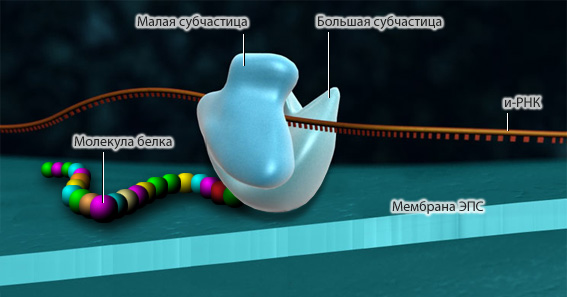 Малая субчастица
Большая субчастица
и-РНК
Молекула белка
Мембрана ЭПС